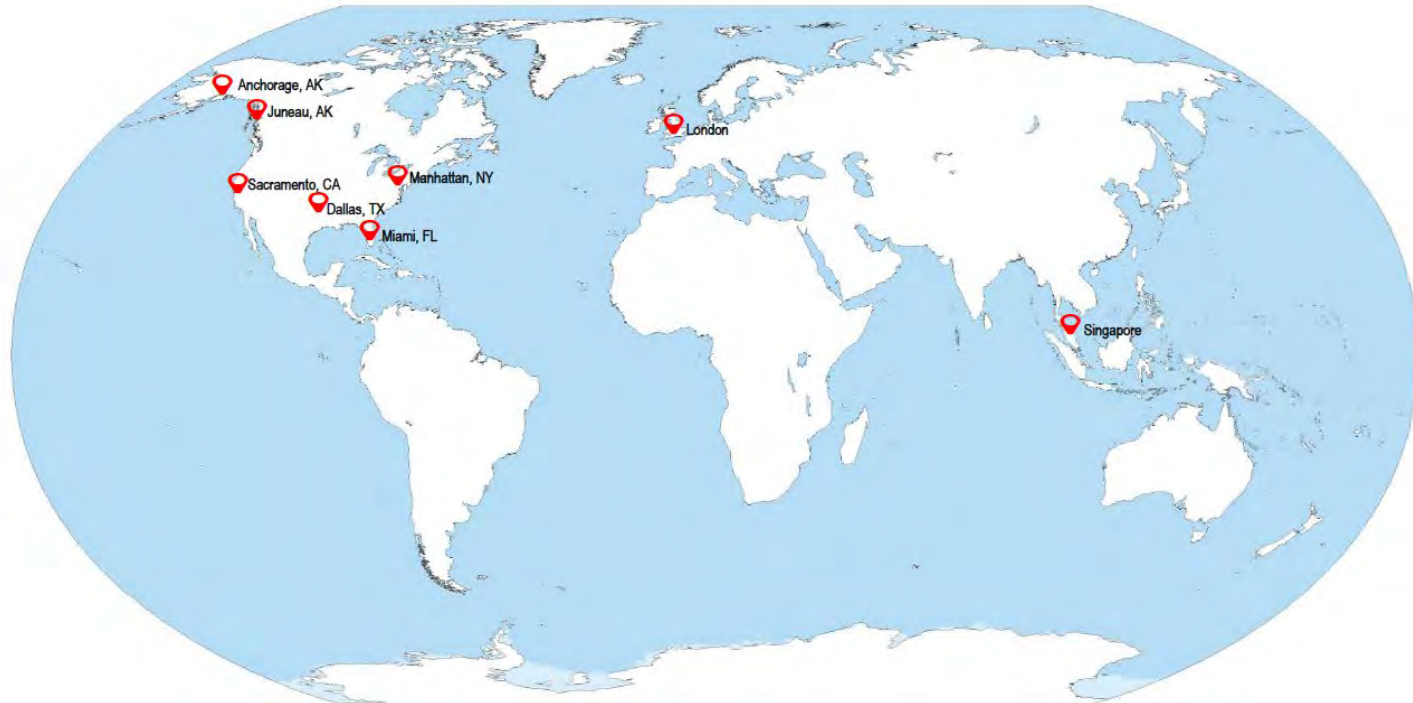 Anchorage, AK
Juneau, AK
London
Manhattan, NY
Sacramento, CA
Dallas, TX
Miami, FL
Singapore